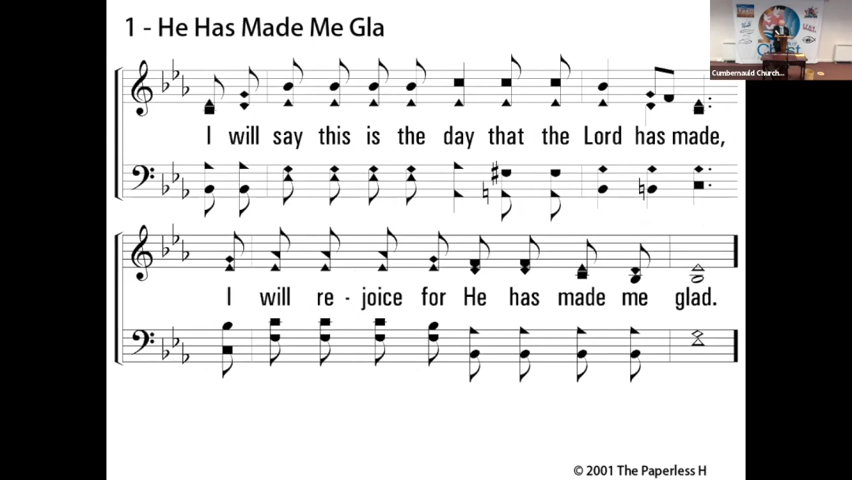 1 - He Has Made Me Gla
Cumbernauld Church...
I will say this is the day that the Lord has made,
I will re - joice for He has made me glad.
© 2001 The Paperless H